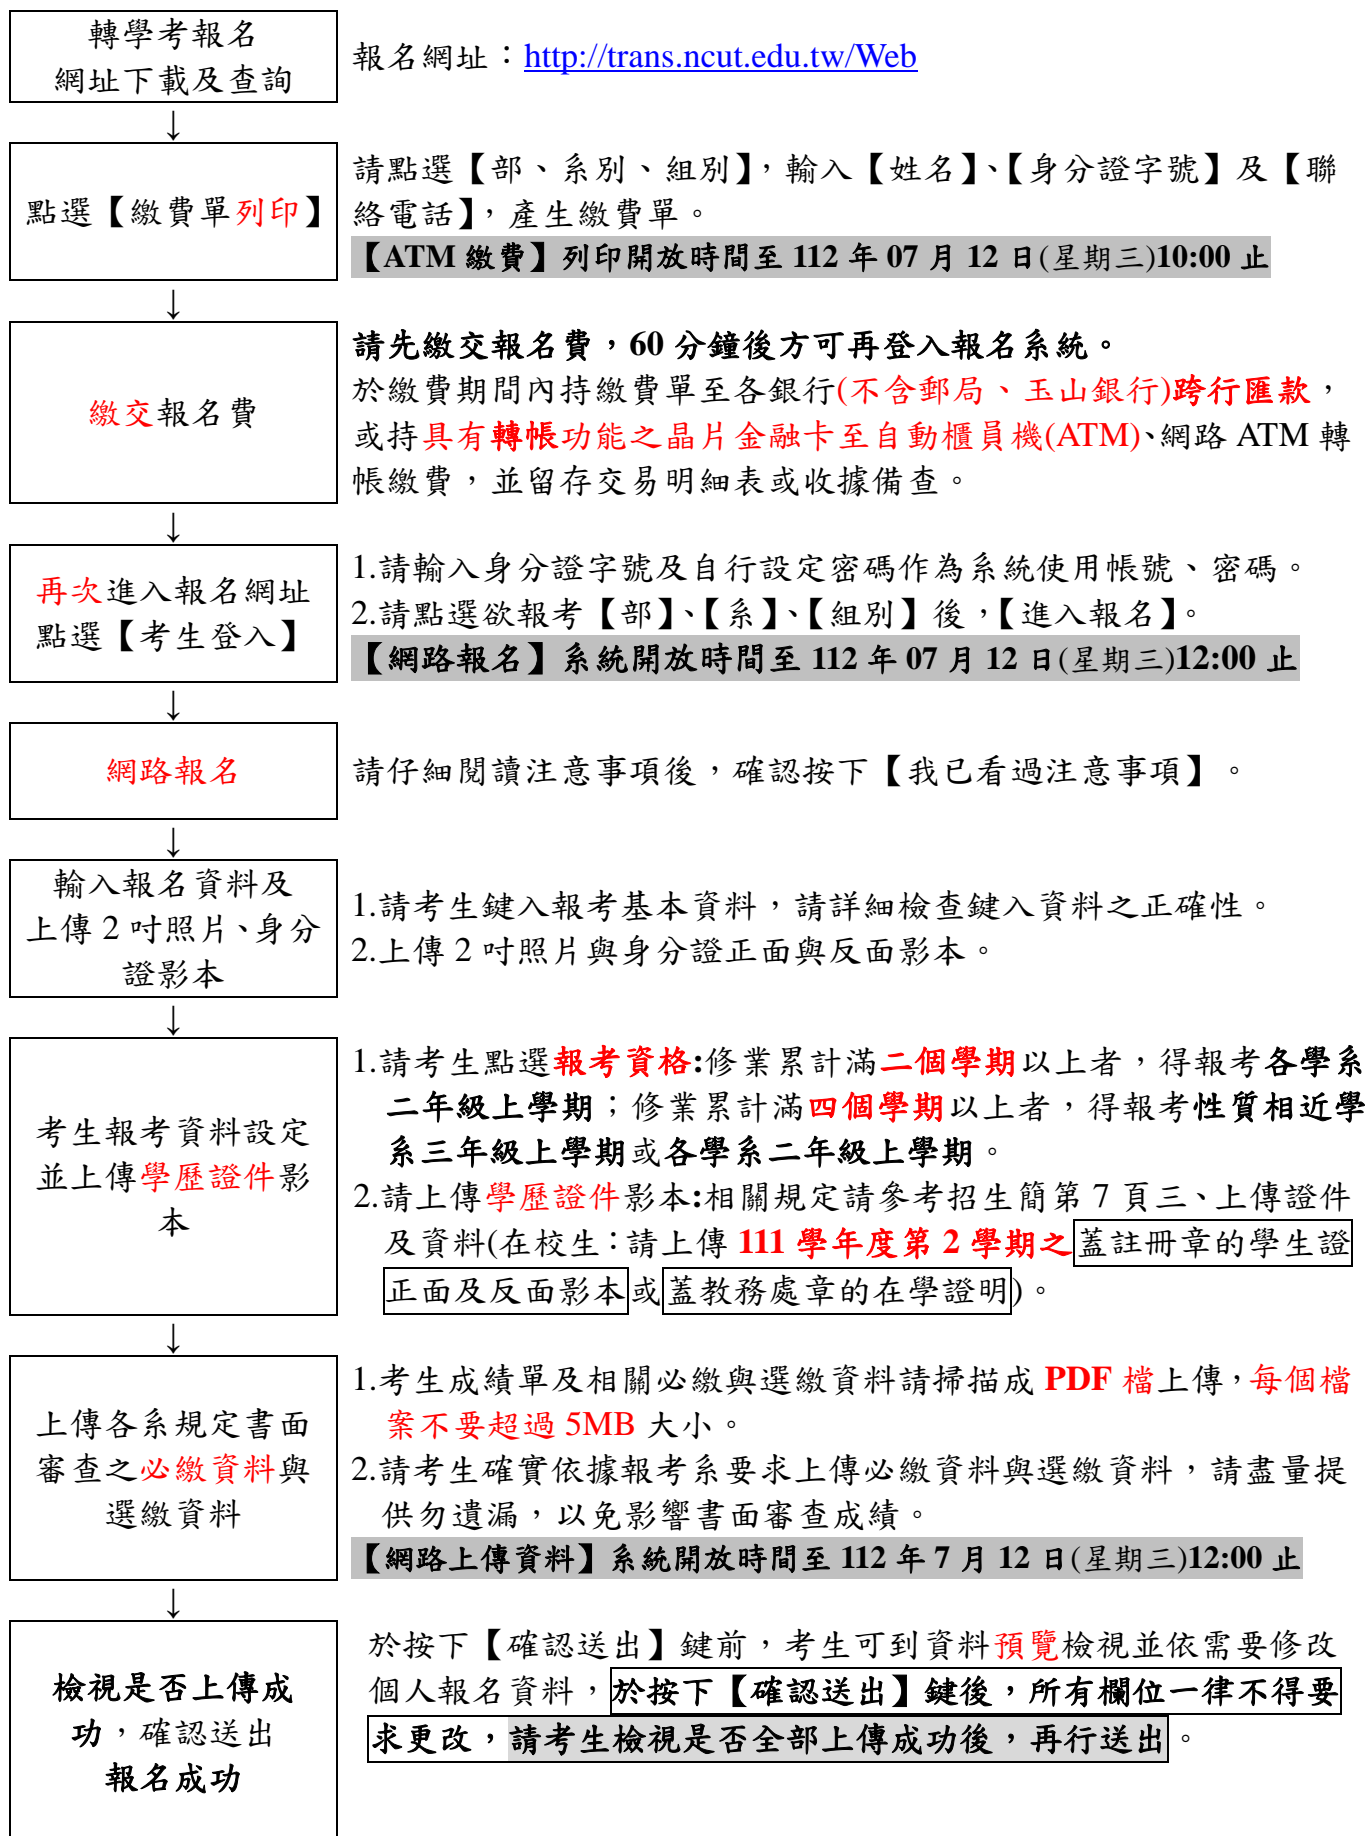 轉學考報名
網址下載及查詢
報名網址：http://trans.ncut.edu.tw/Web
↓
點選【繳費單列印】
請點選【部、系別、組別】，輸入【姓名】、【身分證字號】及【聯
絡電話】，產生繳費單。
【ATM 繳費】列印開放時間至 112 年 07 月 12 日(星期三)10:00 止
↓
繳交報名費
請先繳交報名費，60 分鐘後方可再登入報名系統。
於繳費期間內持繳費單至各銀行(不含郵局、玉山銀行)跨行匯款，
或持具有轉帳功能之晶片金融卡至自動櫃員機(ATM)、網路 ATM 轉
帳繳費，並留存交易明細表或收據備查。
↓
再次進入報名網址
點選【考生登入】
1.請輸入身分證字號及自行設定密碼作為系統使用帳號、密碼。
2.請點選欲報考【部】、【系】、【組別】後，【進入報名】。
【網路報名】系統開放時間至 112 年 07 月 12 日(星期三)12:00 止
↓
網路報名
請仔細閱讀注意事項後，確認按下【我已看過注意事項】。
↓
輸入報名資料及
上傳 2 吋照片、身分
證影本
1.請考生鍵入報考基本資料，請詳細檢查鍵入資料之正確性。
2.上傳 2 吋照片與身分證正面與反面影本。
↓
考生報考資料設定
並上傳學歷證件影
本
1.請考生點選報考資格:修業累計滿二個學期以上者，得報考各學系
二年級上學期；修業累計滿四個學期以上者，得報考性質相近學
系三年級上學期或各學系二年級上學期。
2.請上傳學歷證件影本:相關規定請參考招生簡第 7 頁三、上傳證件
及資料(在校生：請上傳 111 學年度第 2 學期之蓋註冊章的學生證
正面及反面影本或蓋教務處章的在學證明)。
↓
上傳各系規定書面
審查之必繳資料與
選繳資料
1.考生成績單及相關必繳與選繳資料請掃描成 PDF 檔上傳，每個檔
案不要超過 5MB 大小。
2.請考生確實依據報考系要求上傳必繳資料與選繳資料，請盡量提
供勿遺漏，以免影響書面審查成績。
【網路上傳資料】系統開放時間至 112 年 7 月 12 日(星期三)12:00 止
↓
檢視是否上傳成
功，確認送出
報名成功
於按下【確認送出】鍵前，考生可到資料預覽檢視並依需要修改
個人報名資料，於按下【確認送出】鍵後，所有欄位一律不得要
求更改，請考生檢視是否全部上傳成功後，再行送出。